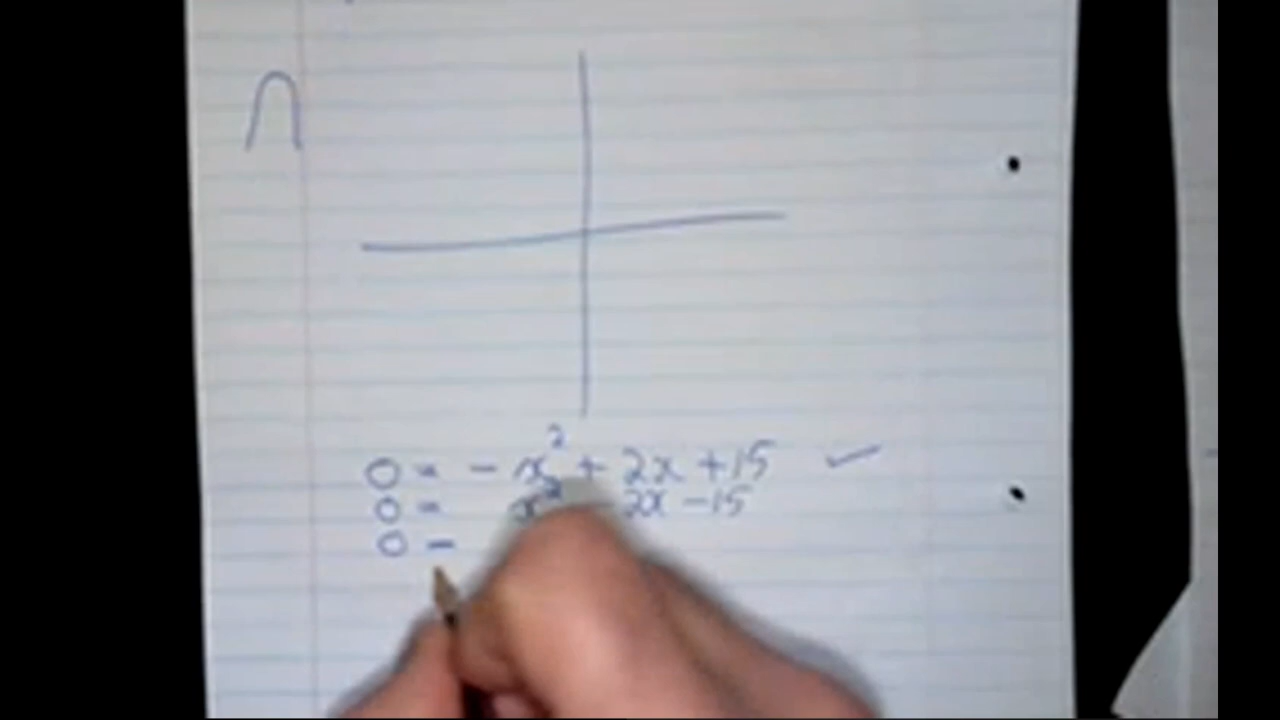 0 = - x² + 2x + 15 ✓
0 = x² 2x - 15
0 =